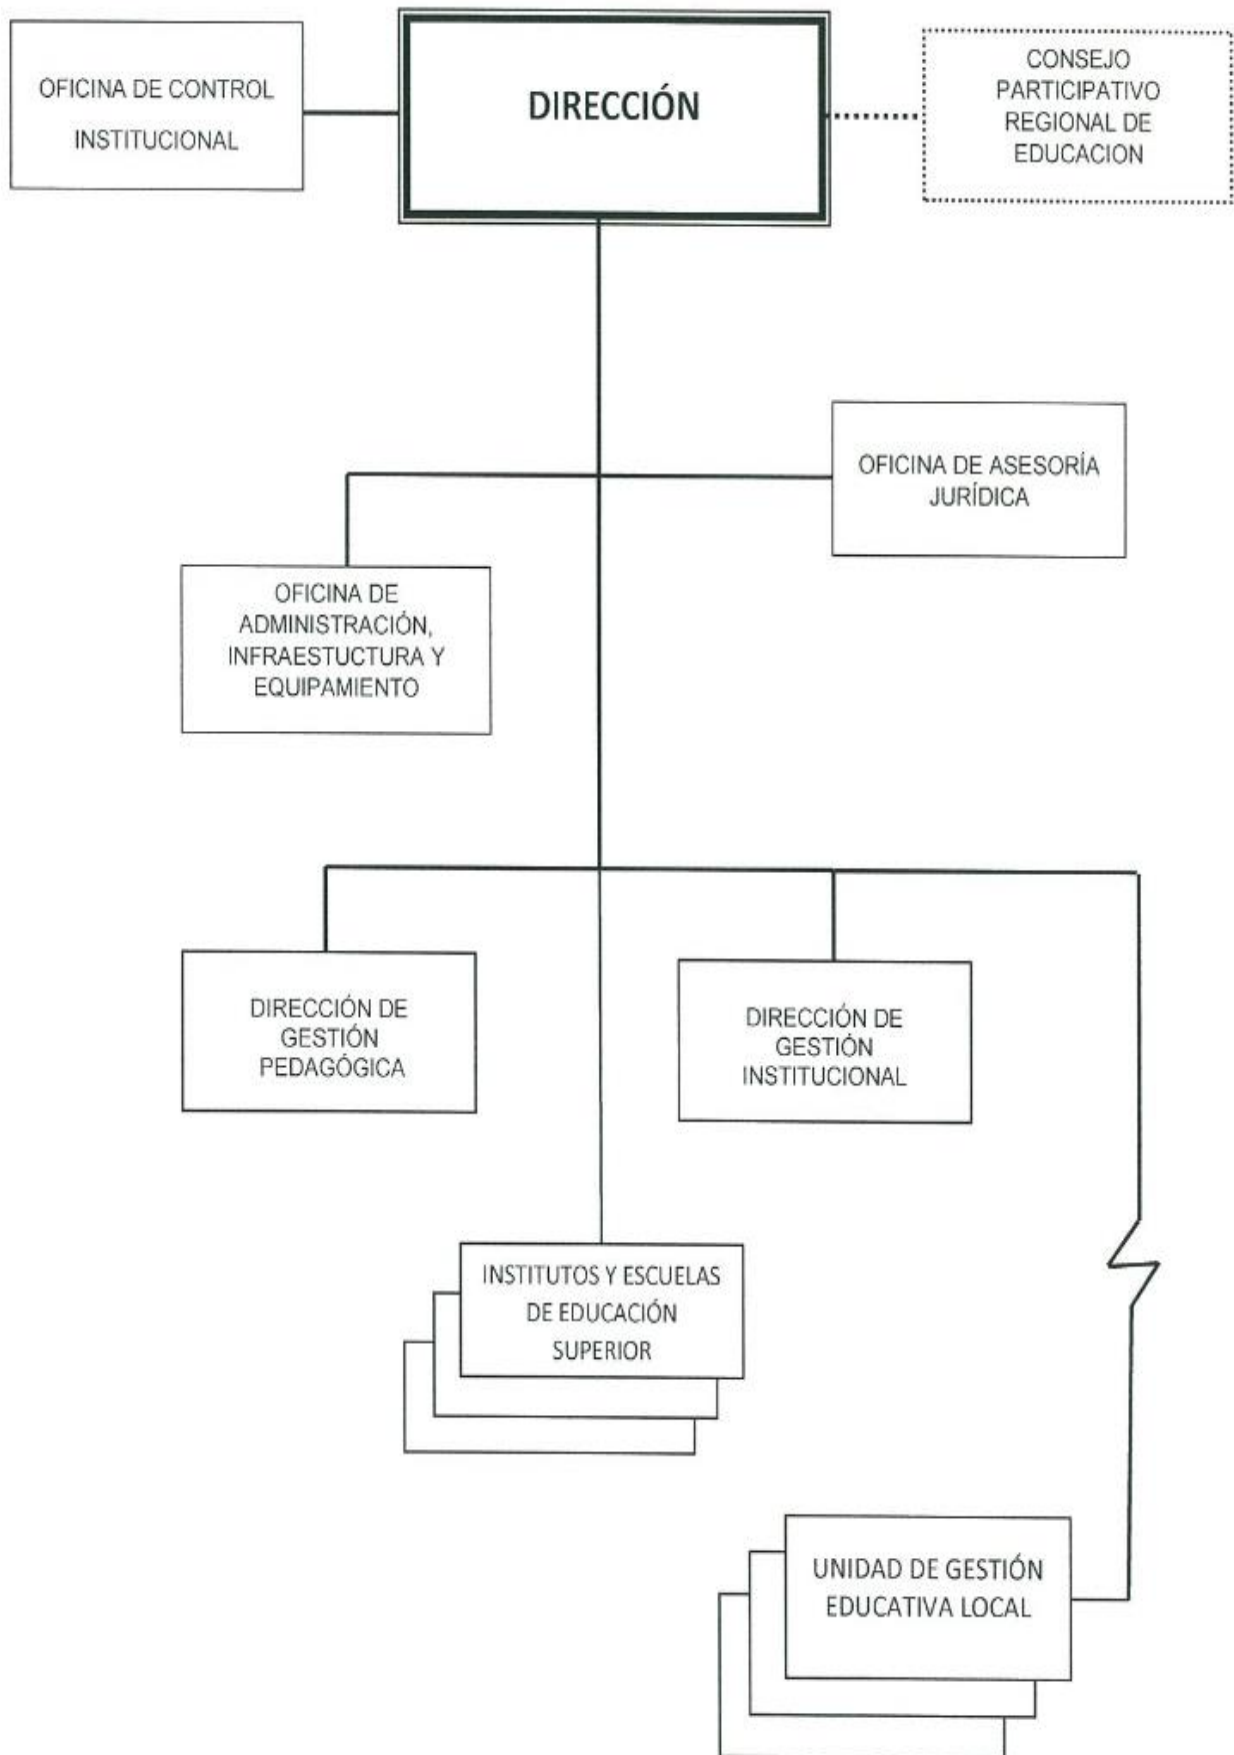 OFICINA DE CONTROL
INSTITUCIONAL
DIRECCIÓN
CONSEJO
PARTICIPATIVO
REGIONAL DE
EDUCACION
OFICINA DE ASESORÍA
JURÍDICA
OFICINA DE
ADMINISTRACIÓN,
INFRAESTUCTURA Y
EQUIPAMIENTO
DIRECCIÓN DE
GESTIÓN
PEDAGÓGICA
DIRECCIÓN DE
GESTIÓN
INSTITUCIONAL
INSTITUTOS Y ESCUELAS
DE EDUCACIÓN
SUPERIOR
UNIDAD DE GESTIÓN
EDUCATIVA LOCAL